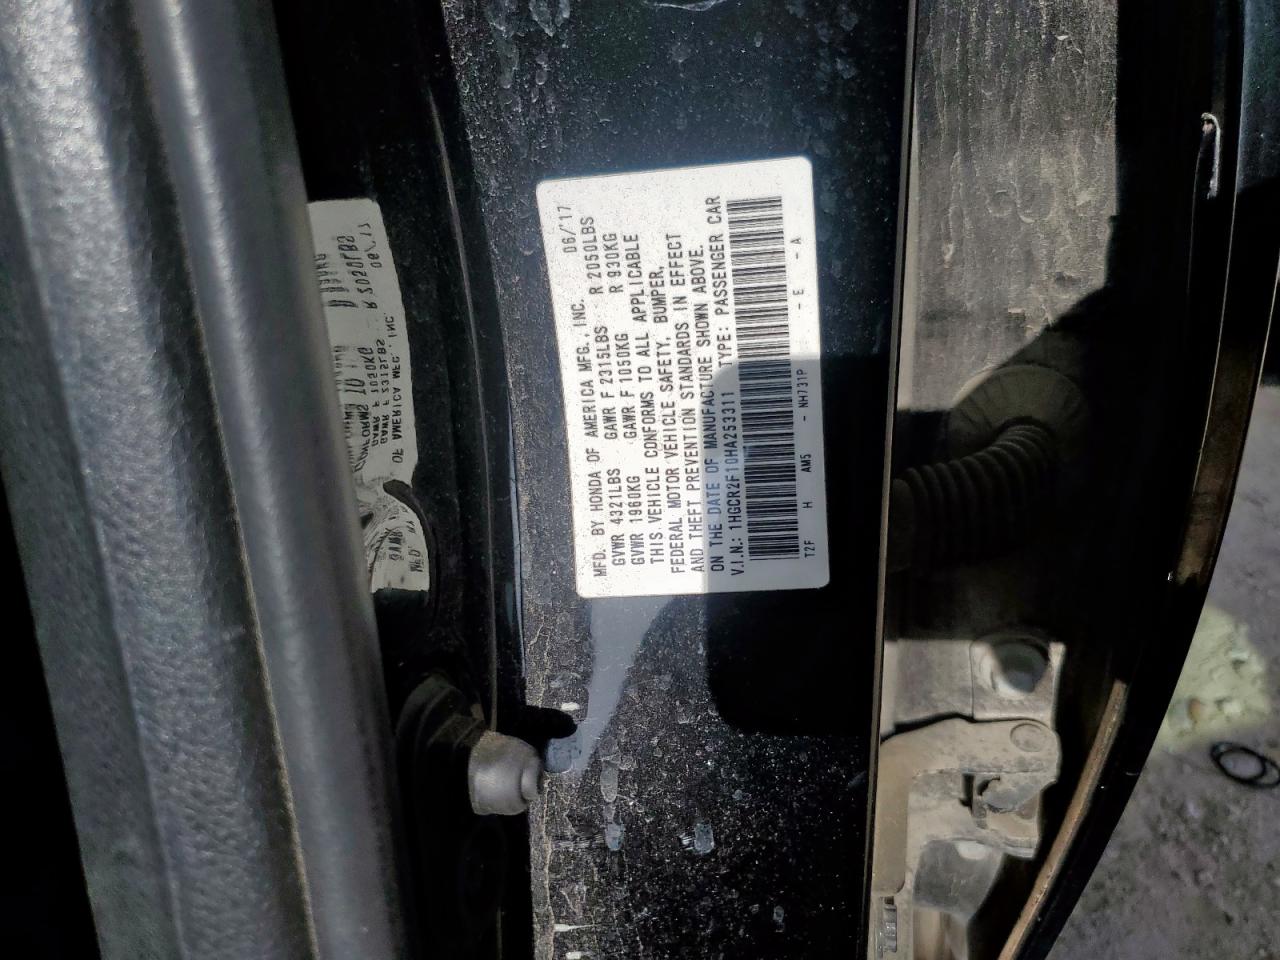 MFD. BY HONDA OF AMERICA MFG., INC. 06/'17
GVWR 4321LBS GAWR F 2315LBS R 2050LBS
GVWR 1960KG GAWR F 1050KG R 930KG
THIS VEHICLE CONFORMS TO ALL APPLICABLE
FEDERAL MOTOR VEHICLE SAFETY, BUMPER,
AND THEFT PREVENTION STANDARDS IN EFFECT
ON THE DATE OF MANUFACTURE SHOWN ABOVE.
V.I.N.: 1HGCR2F10HA253311 TYPE: PASSENGER CAR
T2F H AM5 - NH731P - E - A